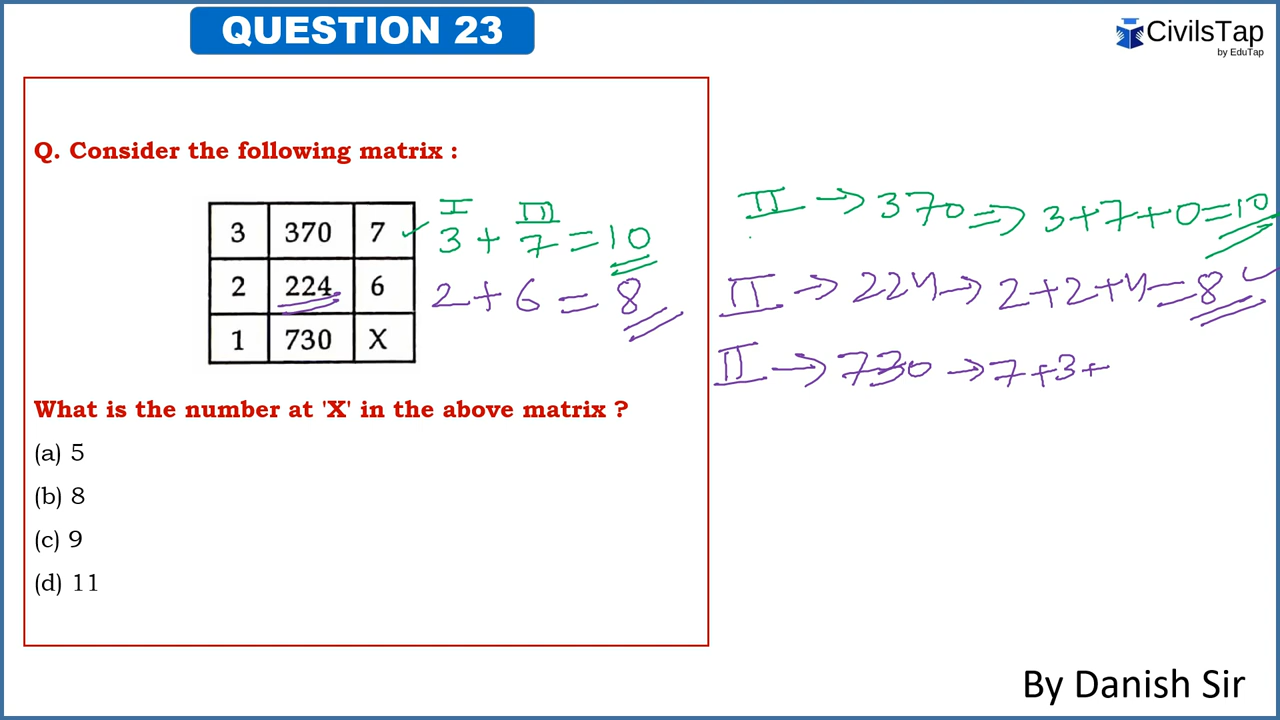 QUESTION 23
CivilsTap
by EduTap
Q. Consider the following matrix :
3 370 7
2 224 6
1 730 X
I III
3 + 7 = 10
2 + 6 = 8
II → 370 ⇒ 3+7+0=10
II → 224 → 2+2+4=8
II → 730 → 7+3+
What is the number at 'X' in the above matrix ?
(a) 5
(b) 8
(c) 9
(d) 11
By Danish Sir